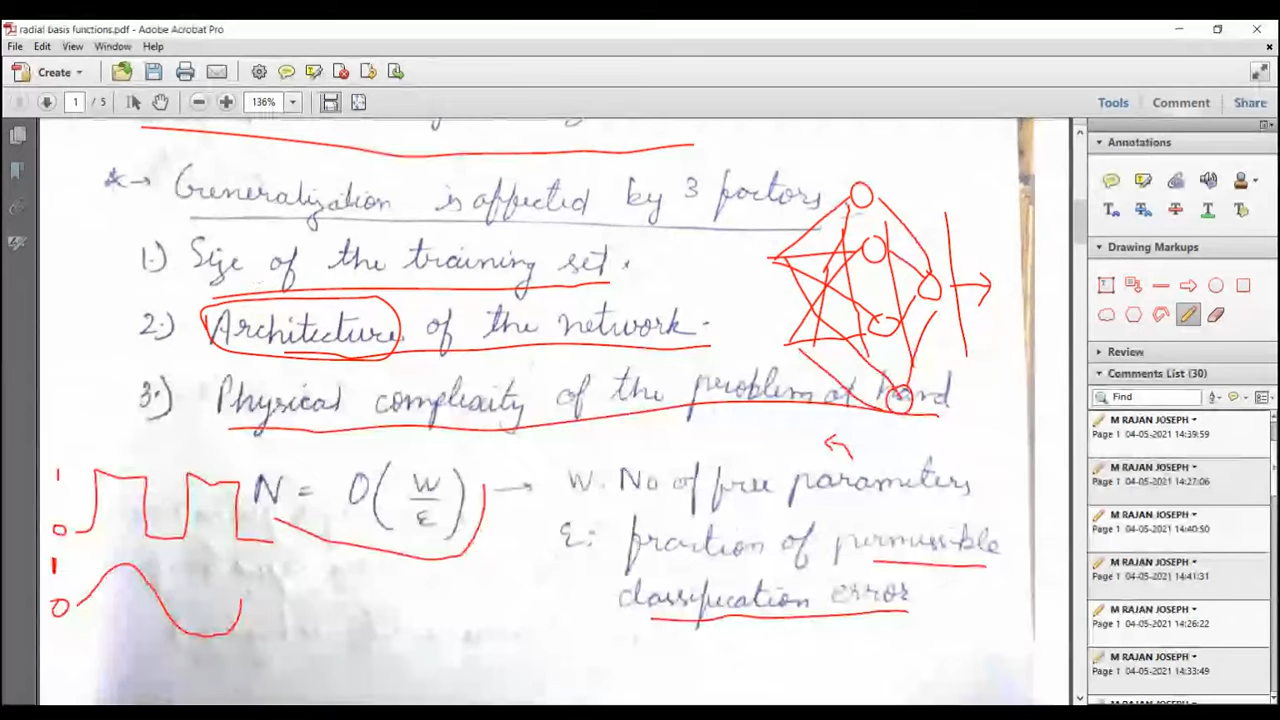 radial basis functions.pdf - Adobe Acrobat Pro
File Edit View Window Help
Create
1 / 5 136% Tools Comment Share
Annotations
* → Generalization is affected by 3 factors
1.) Size of the training set.
2.) Architecture of the network.
3.) Physical complexity of the problem at hand
Drawing Markups
Review
Comments List (30)
Find
M RAJAN JOSEPH
Page 1 04-05-2021 14:39:59
M RAJAN JOSEPH
Page 1 04-05-2021 14:27:06
M RAJAN JOSEPH
Page 1 04-05-2021 14:40:50
M RAJAN JOSEPH
Page 1 04-05-2021 14:41:31
M RAJAN JOSEPH
Page 1 04-05-2021 14:26:22
M RAJAN JOSEPH
Page 1 04-05-2021 14:33:49
M RAJAN JOSEPH
1
0
1
0
N = O(W/ε) → W. No of free parameters
ε: fraction of permissible
classification error